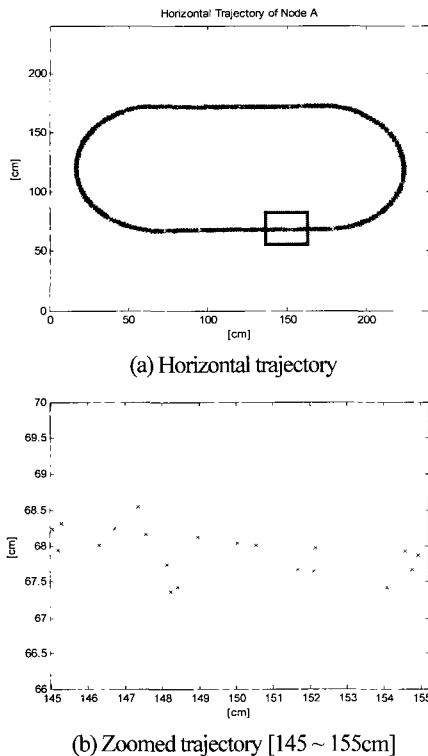 Horizontal Trajectory of Node A
200
150
100
50
0
[cm]
0 50 100 150 200
[cm]
(a) Horizontal trajectory
70
69.5
69
68.5
68
67.5
67
66.5
66
[cm]
145 146 147 148 149 150 151 152 153 154 155
[cm]
(b) Zoomed trajectory [145 ~ 155cm]